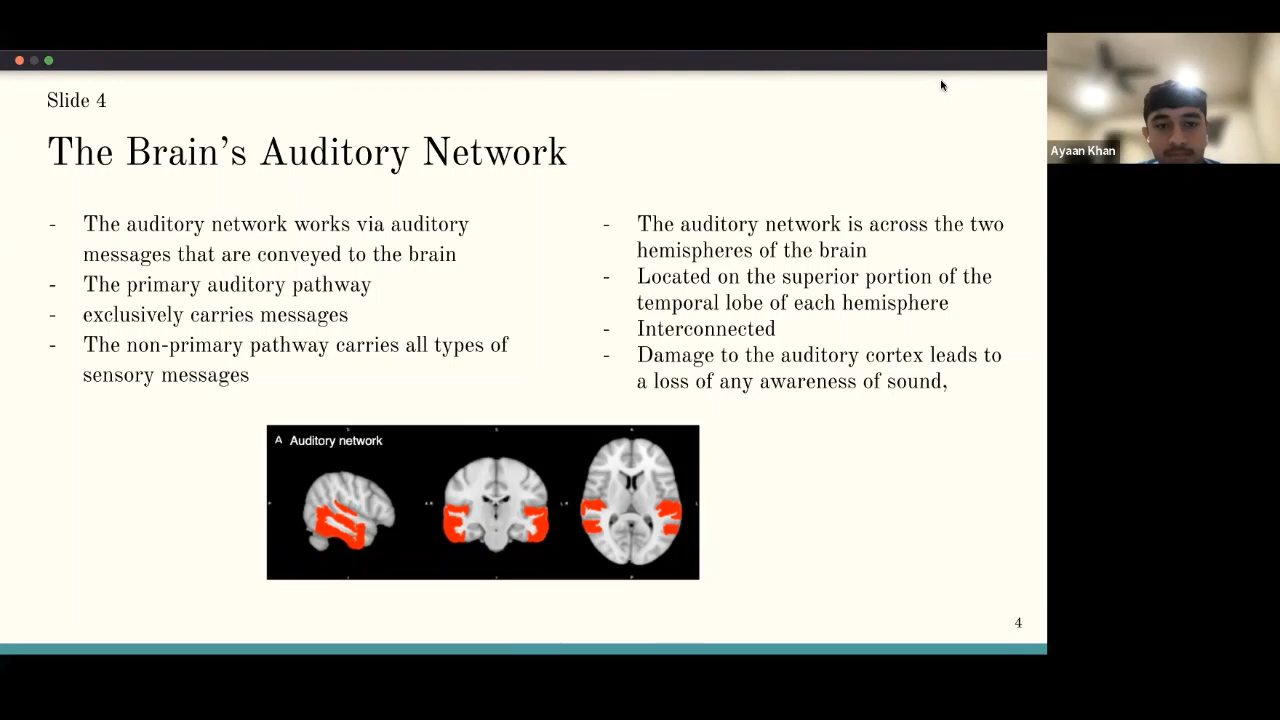 Slide 4
The Brain's Auditory Network
- The auditory network works via auditory
messages that are conveyed to the brain
- The primary auditory pathway
- exclusively carries messages
- The non-primary pathway carries all types of
sensory messages
- The auditory network is across the two
hemispheres of the brain
- Located on the superior portion of the
temporal lobe of each hemisphere
- Interconnected
- Damage to the auditory cortex leads to
a loss of any awareness of sound,
A Auditory network
4
Ayaan Khan